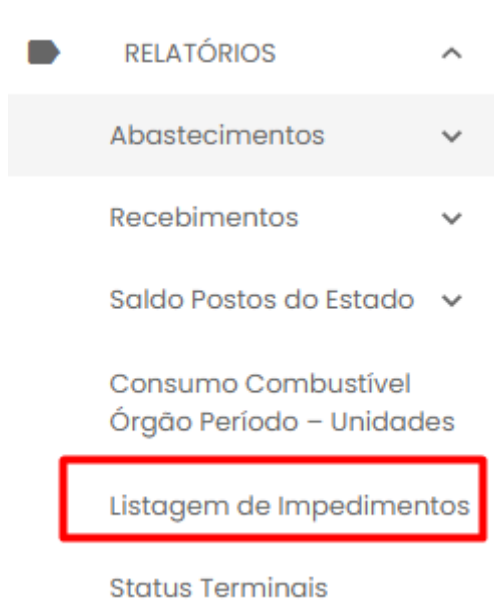 RELATÓRIOS
Abastecimentos
Recebimentos
Saldo Postos do Estado
Consumo Combustível
Órgão Período – Unidades
Listagem de Impedimentos
Status Terminais